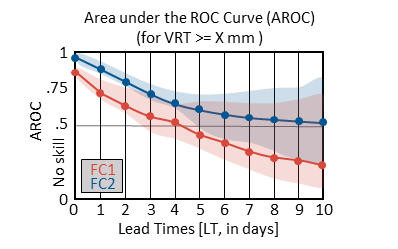 Area under the ROC Curve (AROC)
(for VRT >= X mm )
1
.75
.5
0
AROC
No skill
FC1
FC2
0 1 2 3 4 5 6 7 8 9 10
Lead Times [LT, in days]